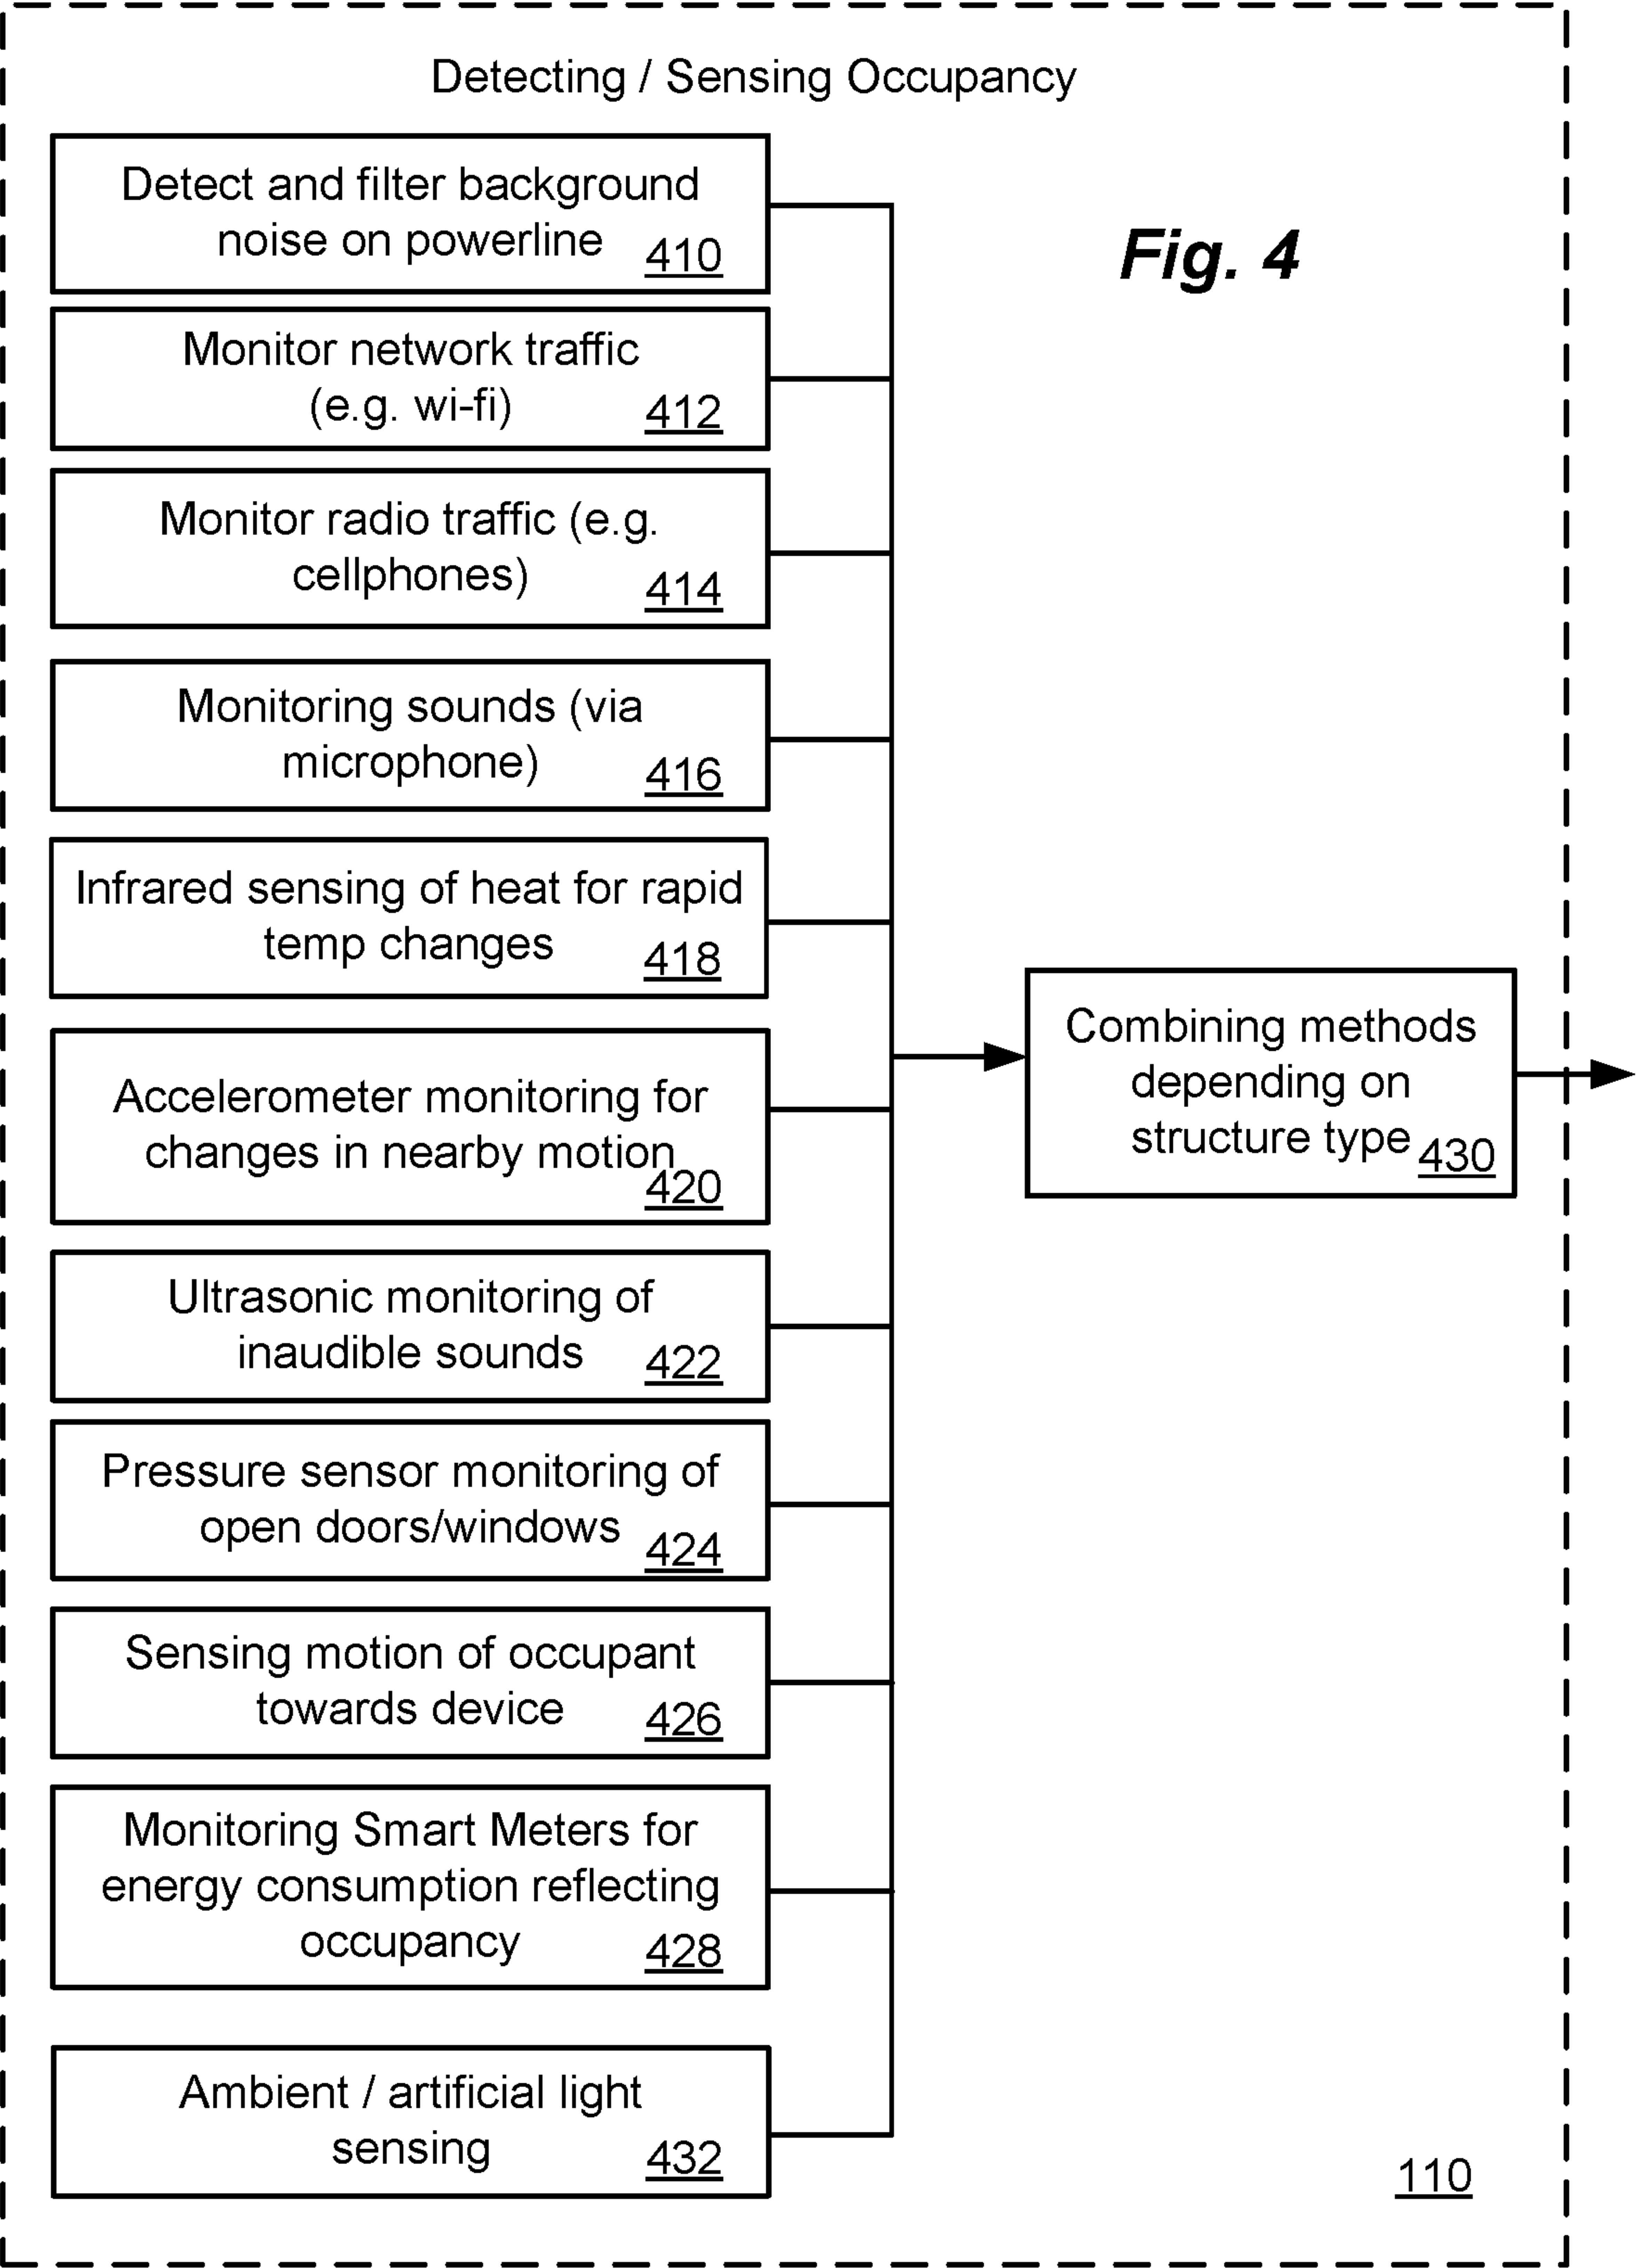 Detecting / Sensing Occupancy
Detect and filter background
noise on powerline
410
Fig. 4
Monitor network traffic
(e.g. wi-fi)
412
Monitor radio traffic (e.g.
cellphones)
414
Monitoring sounds (via
microphone)
416
Infrared sensing of heat for rapid
temp changes
418
Accelerometer monitoring for
changes in nearby motion
420
Combining methods
depending on
structure type
430
Ultrasonic monitoring of
inaudible sounds
422
Pressure sensor monitoring of
open doors/windows
424
Sensing motion of occupant
towards device
426
Monitoring Smart Meters for
energy consumption reflecting
occupancy
428
Ambient / artificial light
sensing
432
110